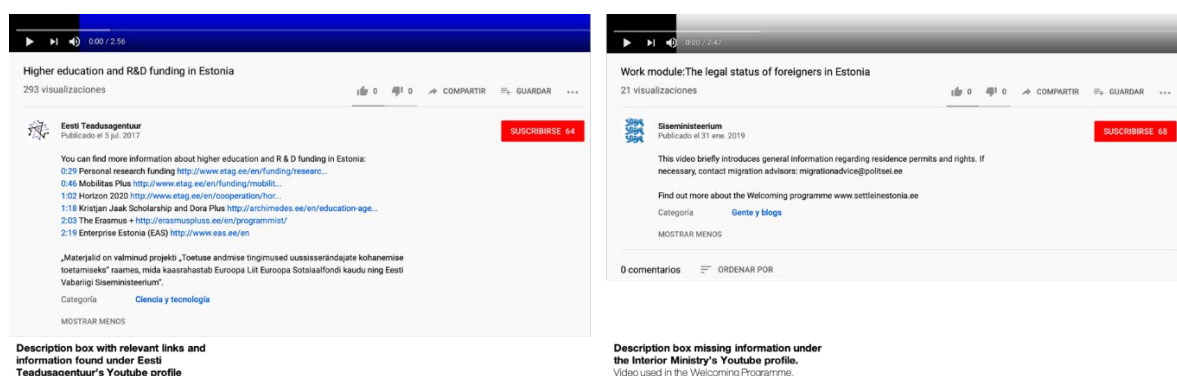 0:00 / 2:56
Higher education and R&D funding in Estonia
293 visualizaciones
0 0 COMPARTIR GUARDAR
Eesti Teadusagentuur
Publicado el 5 jul. 2017
SUSCRIBIRSE 64
You can find more information about higher education and R & D funding in Estonia:
0:29 Personal research funding http://www.etag.ee/en/funding/researc...
0:46 Mobilitas Plus http://www.etag.ee/en/funding/mobilit...
1:02 Horizon 2020 http://www.etag.ee/en/cooperation/hor...
1:18 Kristjan Jaak Scholarship and Dora Plus http://archimedes.ee/en/education-age...
2:03 The Erasmus + http://erasmuspluss.ee/en/programmist/
2:19 Enterprise Estonia (EAS) http://www.eas.ee/en
„Materjalid on valminud projekti „Toetuse andmise tingimused uussisserändajate kohanemise
toetamiseks" raames, mida kaasrahastab Euroopa Liit Euroopa Sotsiaalfondi kaudu ning Eesti
Vabariigi Siseministeerium".
Categoría Ciencia y tecnología
MOSTRAR MENOS
Description box with relevant links and
information found under Eesti
Teadusagentuur's Youtube profile
0:00 / 2:47
Work module:The legal status of foreigners in Estonia
21 visualizaciones
0 0 COMPARTIR GUARDAR
Siseministeerium
Publicado el 31 ene. 2019
SUSCRIBIRSE 68
This video briefly introduces general information regarding residence permits and rights. If
necessary, contact migration advisors: migrationadvice@politsei.ee
Find out more about the Welcoming programme www.settleinestonia.ee
Categoría Gente y blogs
MOSTRAR MENOS
0 comentarios ORDENAR POR
Description box missing information under
the Interior Ministry's Youtube profile.
Video used in the Welcoming Programme.